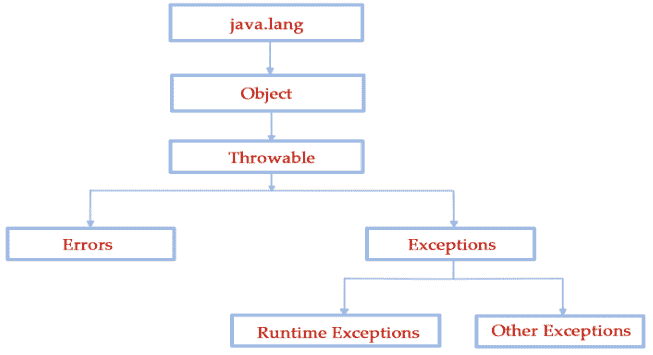 java.lang
Object
Throwable
Errors
Exceptions
Runtime Exceptions
Other Exceptions